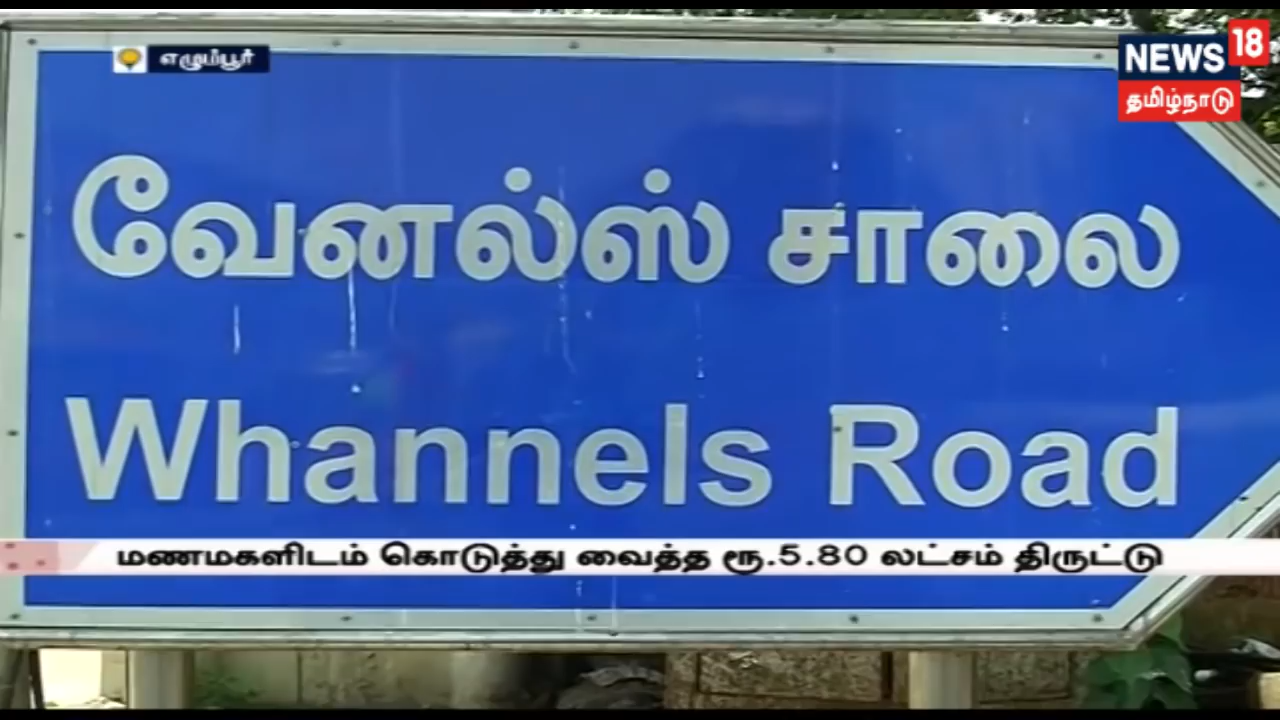 எழும்பூர்
NEWS 18
தமிழ்நாடு
வேனல்ஸ் சாலை
Whannels Road
மணமகளிடம் கொடுத்து வைத்த ரூ.5.80 லட்சம் திருட்டு